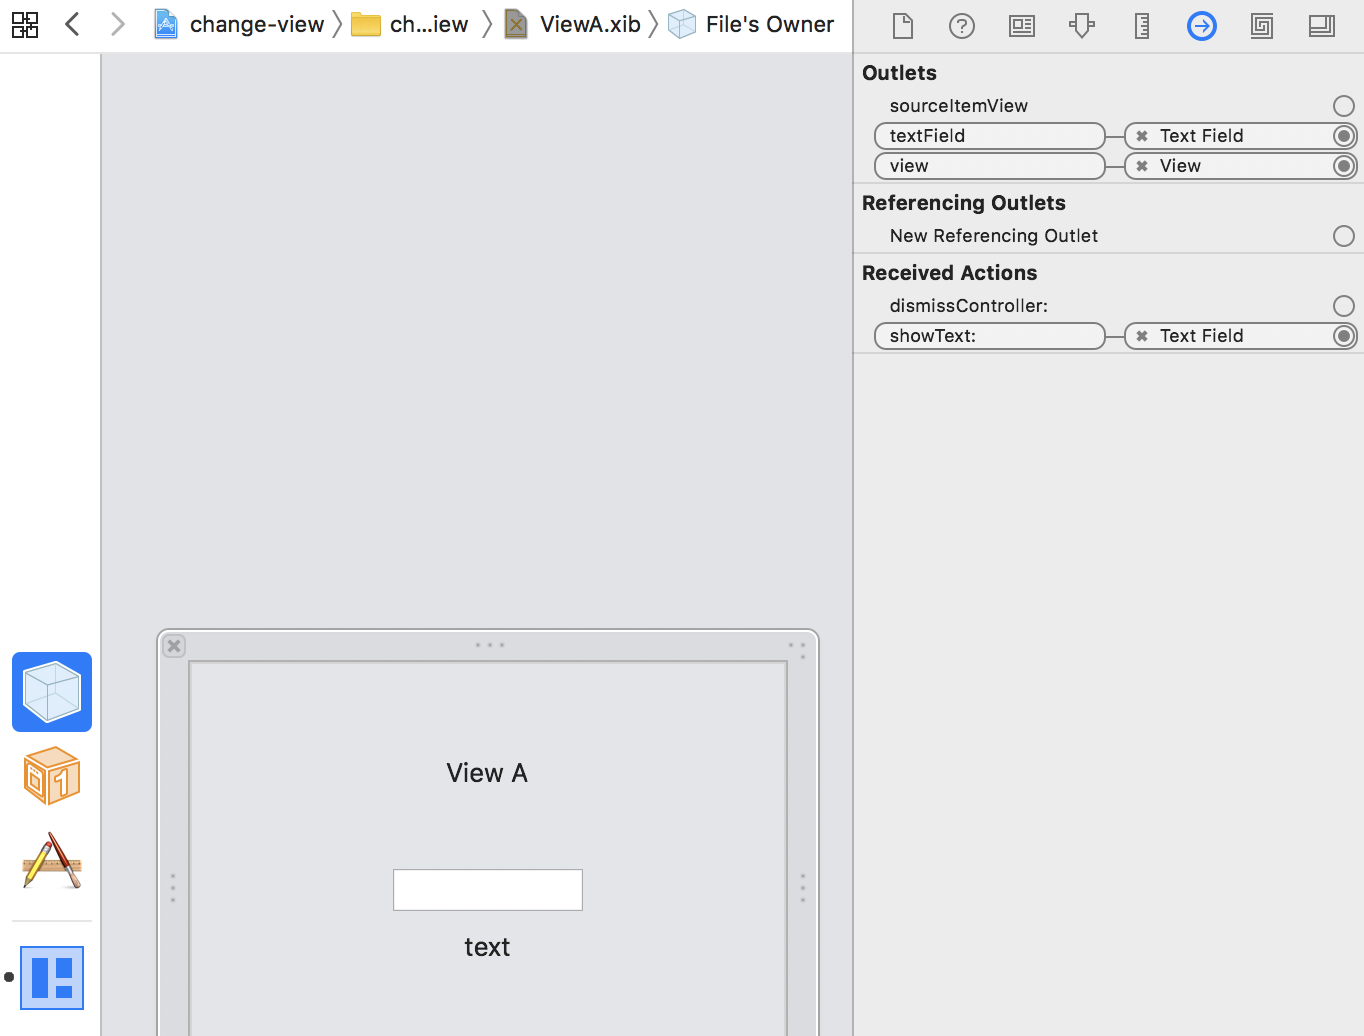 change-view ch...iew ViewA.xib File's Owner
Outlets
sourceItemView
textField Text Field
view View
Referencing Outlets
New Referencing Outlet
Received Actions
dismissController:
showText: Text Field
View A
text